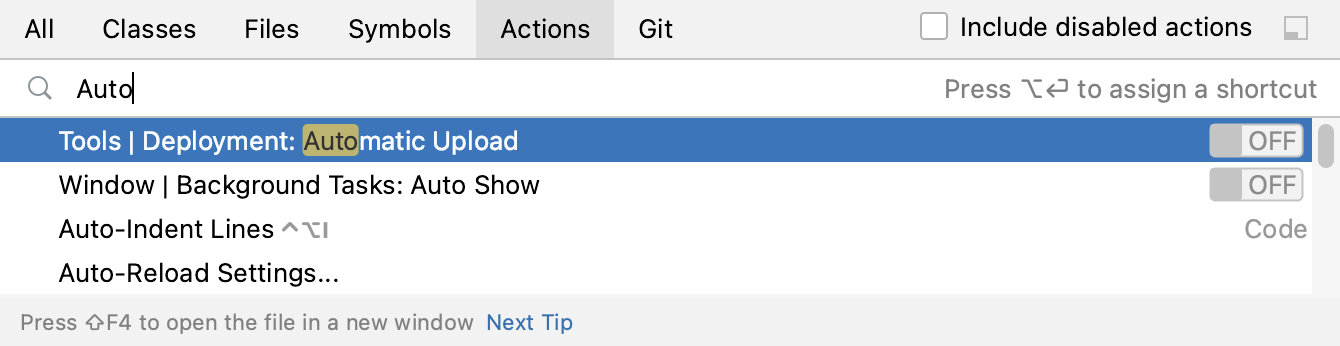 All Classes Files Symbols Actions Git Include disabled actions
Auto Press ⌥↩ to assign a shortcut
Tools | Deployment: Automatic Upload OFF
Window | Background Tasks: Auto Show OFF
Auto-Indent Lines ^⌥I Code
Auto-Reload Settings...
Press ⇧F4 to open the file in a new window Next Tip